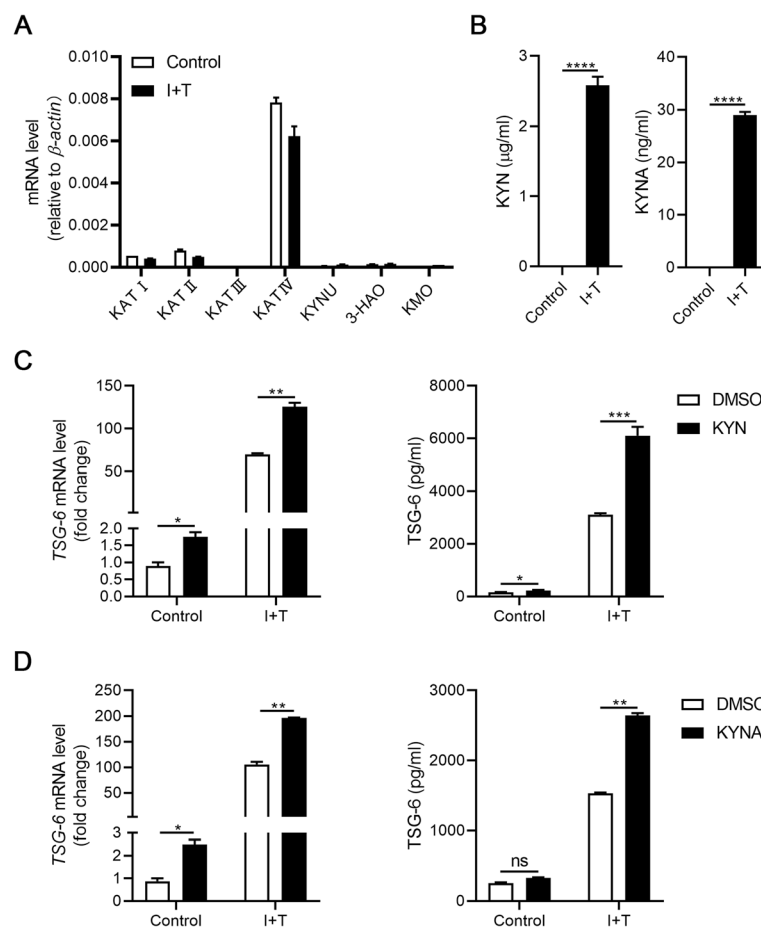 A
mRNA level
(relative to β-actin)
0.010
0.008
0.006
0.004
0.002
0.000
Control
I+T
KAT Ⅰ
KAT Ⅱ
KAT Ⅲ
KAT Ⅳ
KYNU
3-HAO
KMO
B
KYN
(μg/ml)
3
2
1
0
****
Control
I+T
KYNA
(ng/ml)
40
30
20
10
0
****
Control
I+T
C
TSG-6 mRNA level
(fold change)
150
100
50
2.0
1.5
1.0
0.5
0.0
*
**
Control
I+T
TSG-6
(pg/ml)
8000
6000
4000
2000
0
*
***
Control
I+T
DMSO
KYN
D
TSG-6 mRNA level
(fold change)
250
200
150
100
50
3
2
1
0
*
**
Control
I+T
TSG-6
(pg/ml)
3000
2000
1000
0
ns
**
Control
I+T
DMSO
KYNA